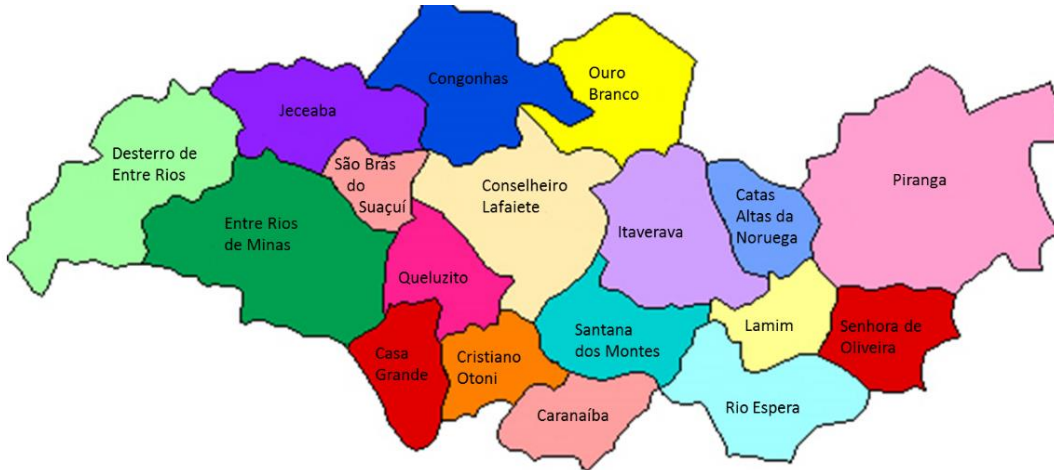 Congonhas
Ouro
Branco
Jeceaba
Desterro de
Entre Rios
São Brás
do
Suaçuí
Conselheiro
Lafaiete
Catas
Altas da
Noruega
Piranga
Entre Rios
de Minas
Itaverava
Queluzito
Santana
dos Montes
Lamim
Senhora de
Oliveira
Casa
Grande
Cristiano
Otoni
Caranaíba
Rio Espera